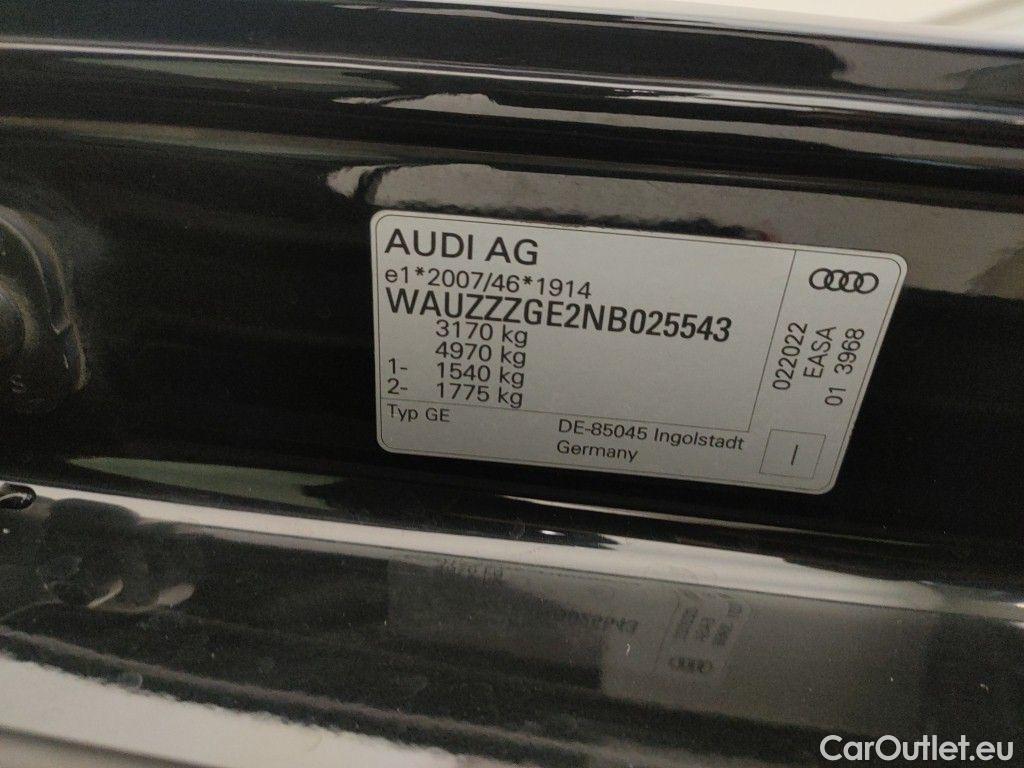 AUDI AG
e1*2007/46*1914
WAUZZZGE2NB025543
3170 kg
4970 kg
1- 1540 kg
2- 1775 kg
Typ GE
DE-85045 Ingolstadt
Germany
022022
EASA
01 3968
I
S
CarOutlet.eu